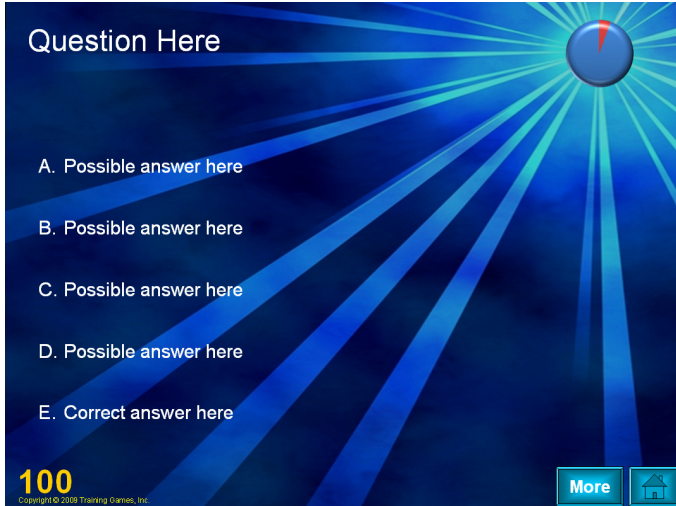 Question Here
A. Possible answer here
B. Possible answer here
C. Possible answer here
D. Possible answer here
E. Correct answer here
100
Copyright © 2009 Training Games, Inc.
More